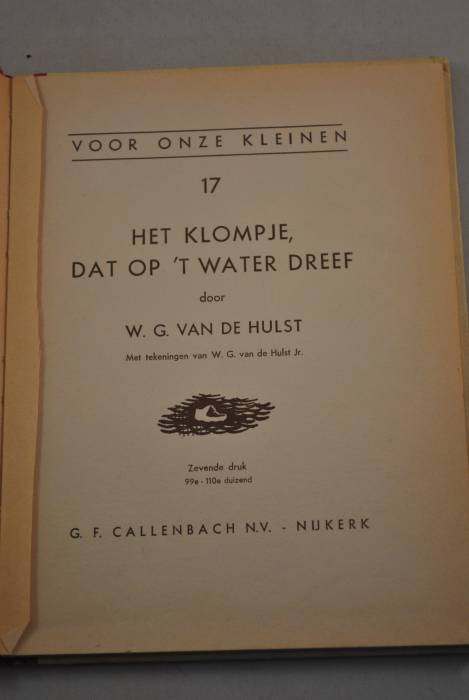 VOOR ONZE KLEINEN
17
HET KLOMPJE,
DAT OP 'T WATER DREEF
door
W. G. VAN DE HULST
Met tekeningen van W. G. van de Hulst Jr.
Zevende druk
99e - 110e duizend
G. F. CALLENBACH N.V. - NIJKERK